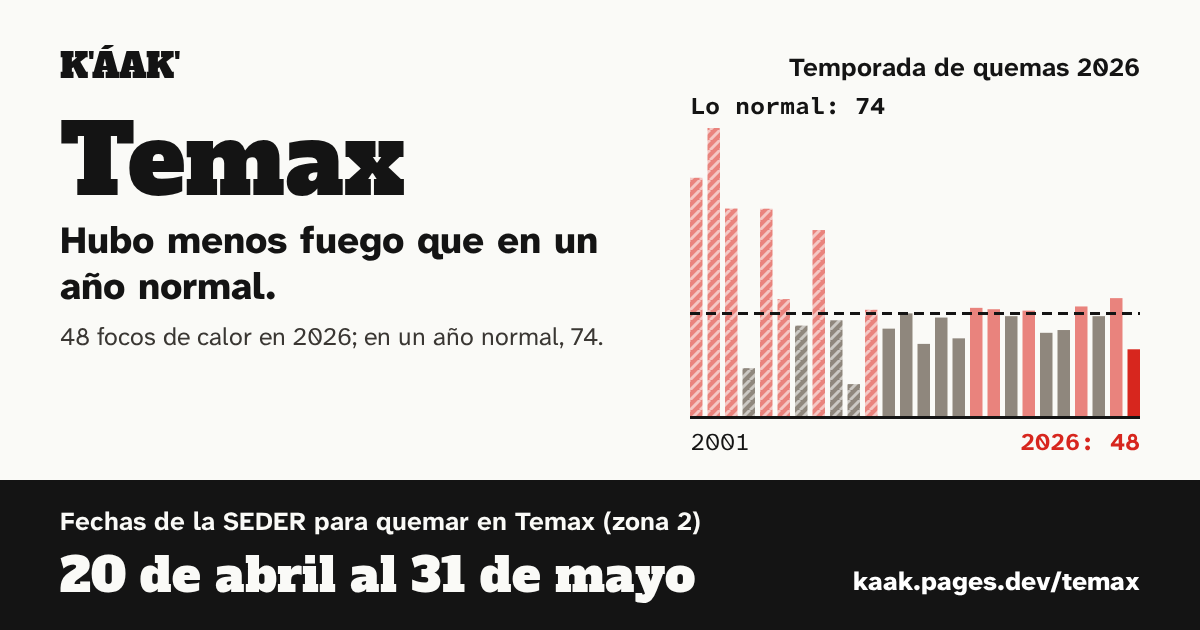 K'ÁAK'
Temax
Hubo menos fuego que en un
año normal.
48 focos de calor en 2026; en un año normal, 74.
Temporada de quemas 2026
Lo normal: 74
2001
2026: 48
Fechas de la SEDER para quemar en Temax (zona 2)
20 de abril al 31 de mayo
kaak.pages.dev/temax